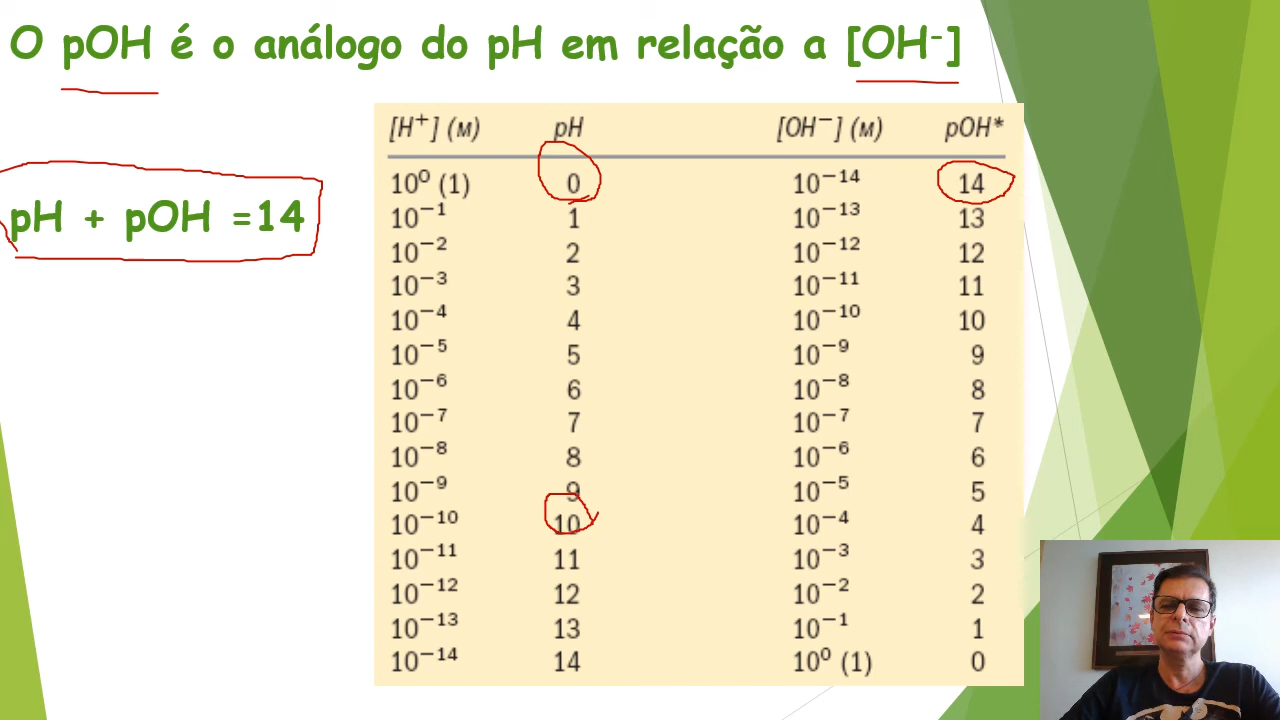 O pOH é o análogo do pH em relação a [OH⁻]
pH + pOH =14
[H⁺] (M) pH [OH⁻] (M) pOH*
10⁰ (1) 0 10⁻¹⁴ 14
10⁻¹ 1 10⁻¹³ 13
10⁻² 2 10⁻¹² 12
10⁻³ 3 10⁻¹¹ 11
10⁻⁴ 4 10⁻¹⁰ 10
10⁻⁵ 5 10⁻⁹ 9
10⁻⁶ 6 10⁻⁸ 8
10⁻⁷ 7 10⁻⁷ 7
10⁻⁸ 8 10⁻⁶ 6
10⁻⁹ 9 10⁻⁵ 5
10⁻¹⁰ 10 10⁻⁴ 4
10⁻¹¹ 11 10⁻³ 3
10⁻¹² 12 10⁻² 2
10⁻¹³ 13 10⁻¹ 1
10⁻¹⁴ 14 10⁰ (1) 0